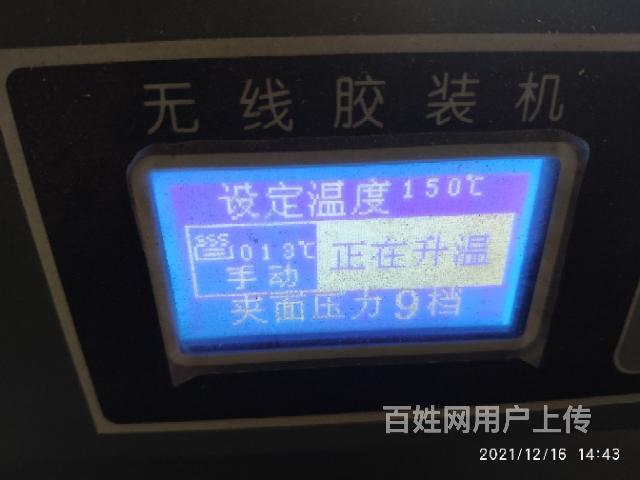 无线胶装机
设定温度150℃
013℃ 正在升温
手动
夹面压力9档
百姓网用户上传
2021/12/16 14:43